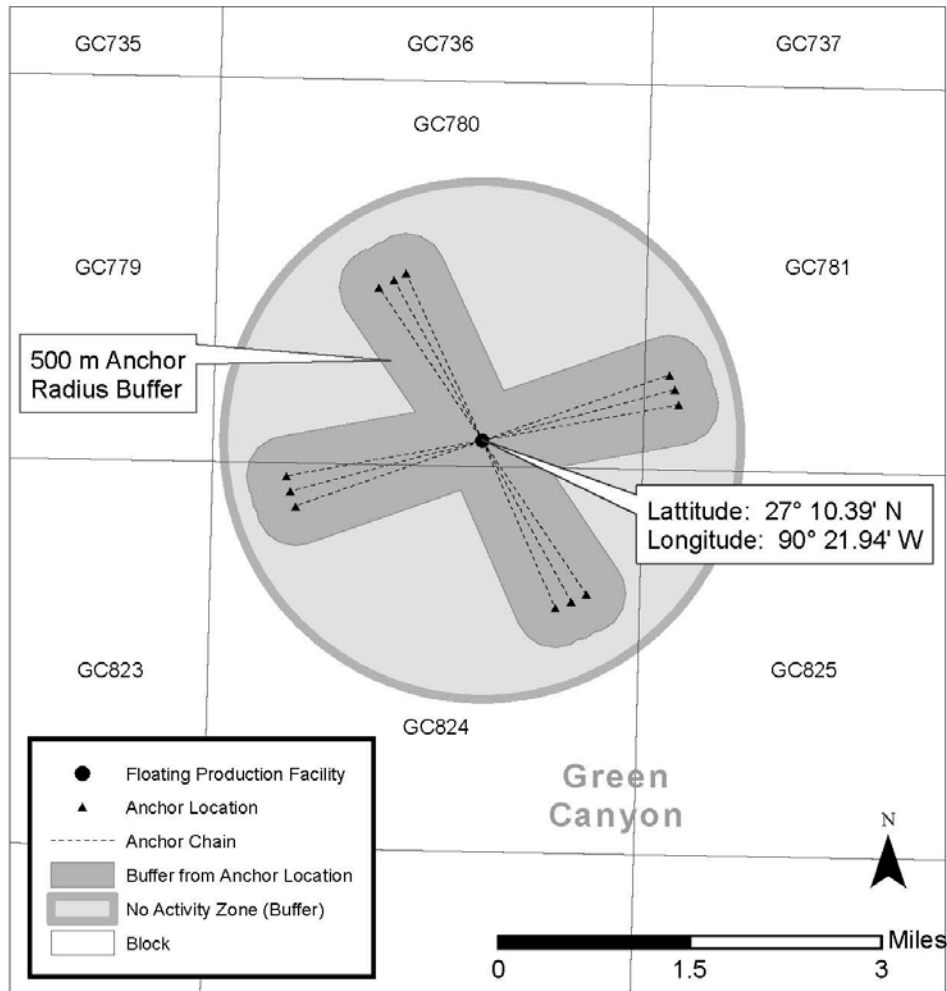 GC735
GC736
GC737
GC780
GC779
GC781
500 m Anchor
Radius Buffer
Lattitude: 27° 10.39' N
Longitude: 90° 21.94' W
GC823
GC825
GC824
Green
Canyon
Floating Production Facility
Anchor Location
Anchor Chain
Buffer from Anchor Location
No Activity Zone (Buffer)
Block
N
Miles
0 1.5 3